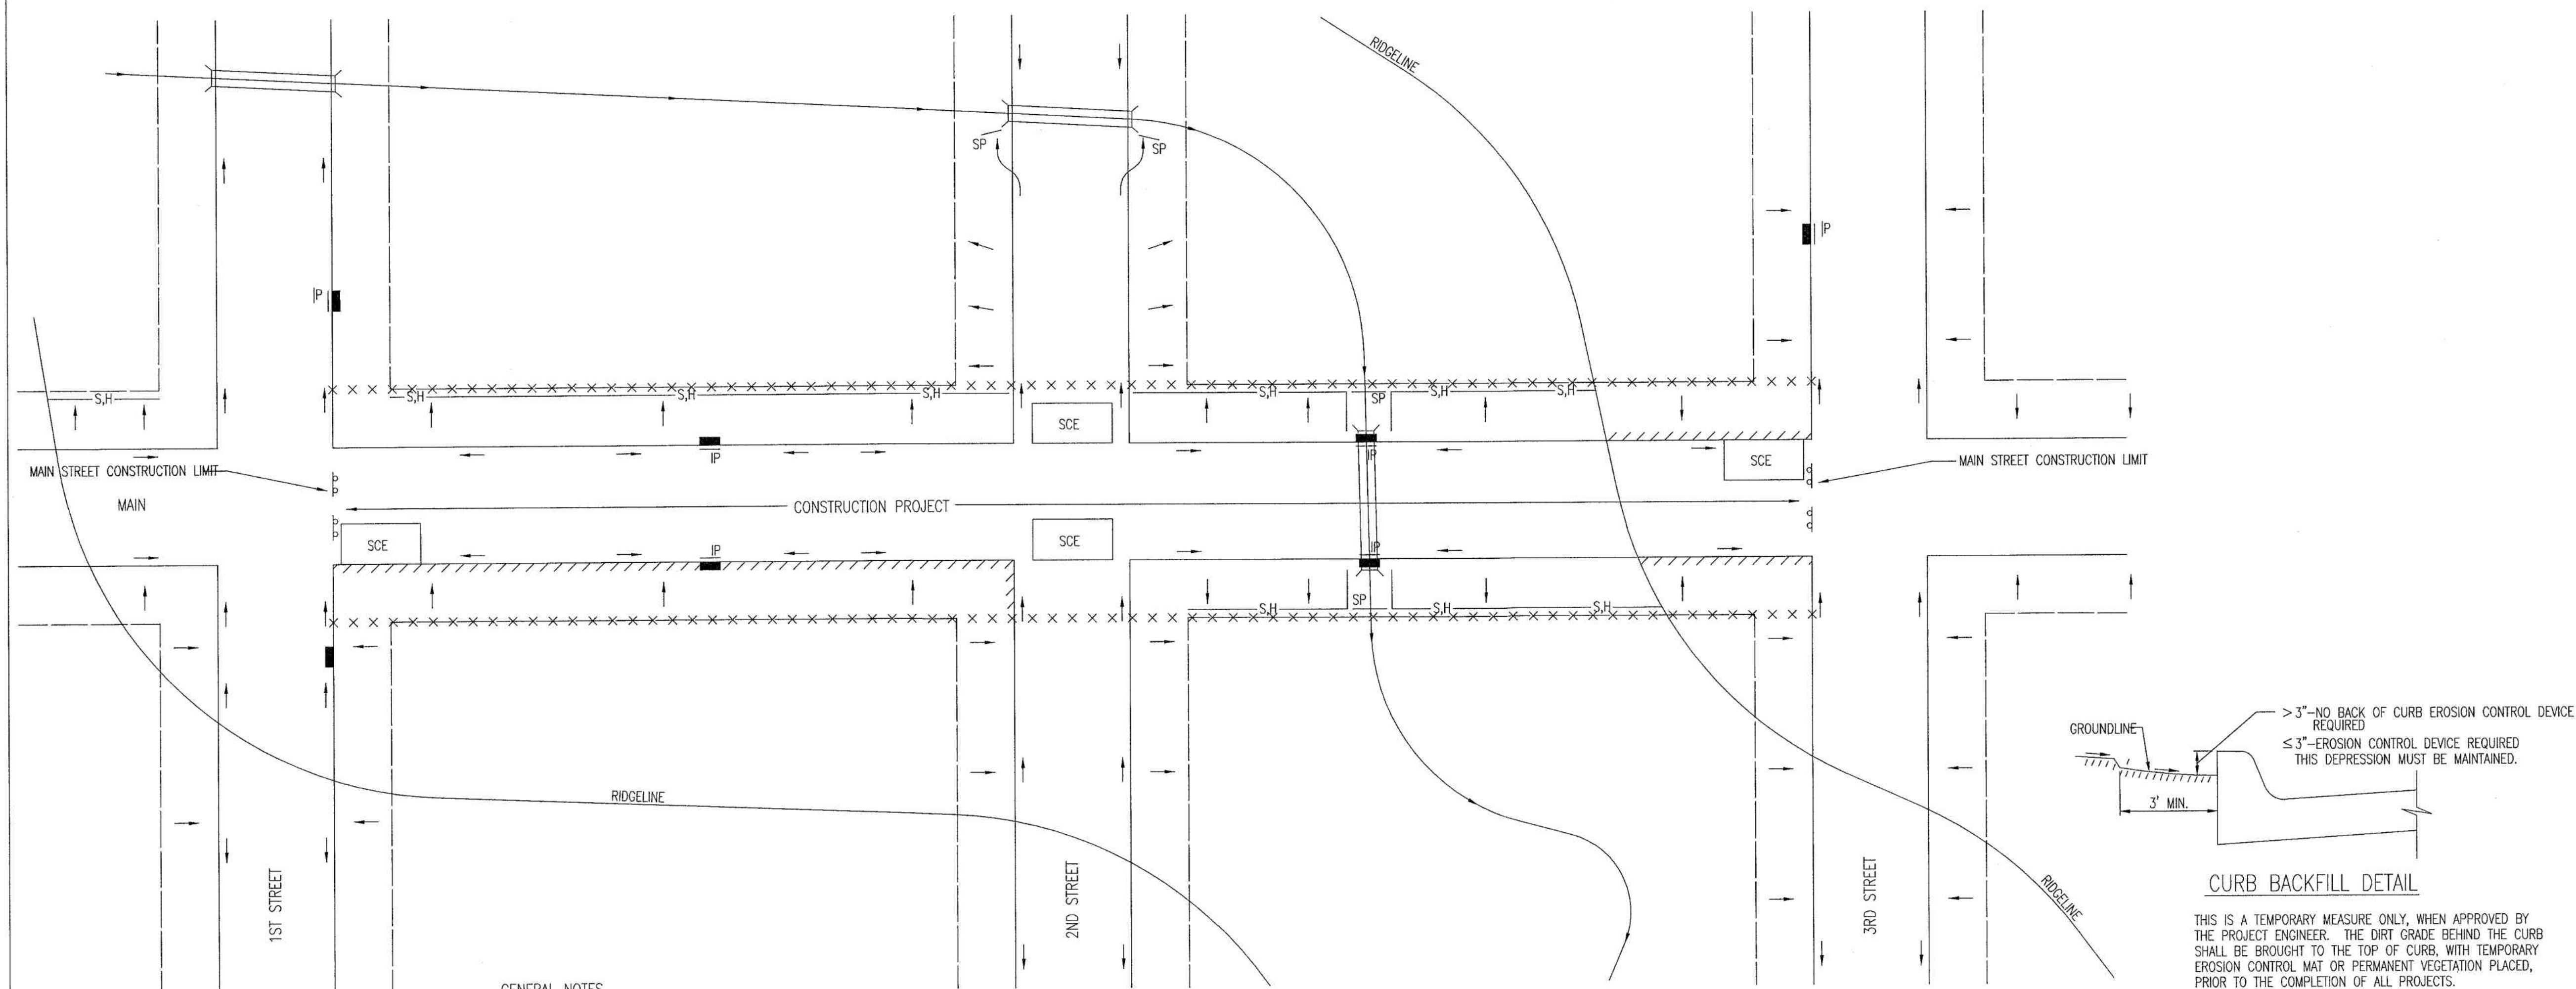 RIDGELINE
SP
SP
IP
IP
S,H
S,H
S,H
S,H
S,H
SP
S,H
S,H
SCE
MAIN STREET CONSTRUCTION LIMIT
IP
IP
SCE
MAIN STREET CONSTRUCTION LIMIT
MAIN
CONSTRUCTION PROJECT
SCE
IP
SCE
IP
S,H
SP
S,H
S,H
RIDGELINE
1ST STREET
2ND STREET
3RD STREET
RIDGELINE
> 3"-NO BACK OF CURB EROSION CONTROL DEVICE
REQUIRED
GROUNDLINE
≤ 3"-EROSION CONTROL DEVICE REQUIRED
THIS DEPRESSION MUST BE MAINTAINED.
3' MIN.
CURB BACKFILL DETAIL
THIS IS A TEMPORARY MEASURE ONLY, WHEN APPROVED BY
THE PROJECT ENGINEER. THE DIRT GRADE BEHIND THE CURB
SHALL BE BROUGHT TO THE TOP OF CURB, WITH TEMPORARY
EROSION CONTROL MAT OR PERMANENT VEGETATION PLACED,
PRIOR TO THE COMPLETION OF ALL PROJECTS.
GENERAL NOTES